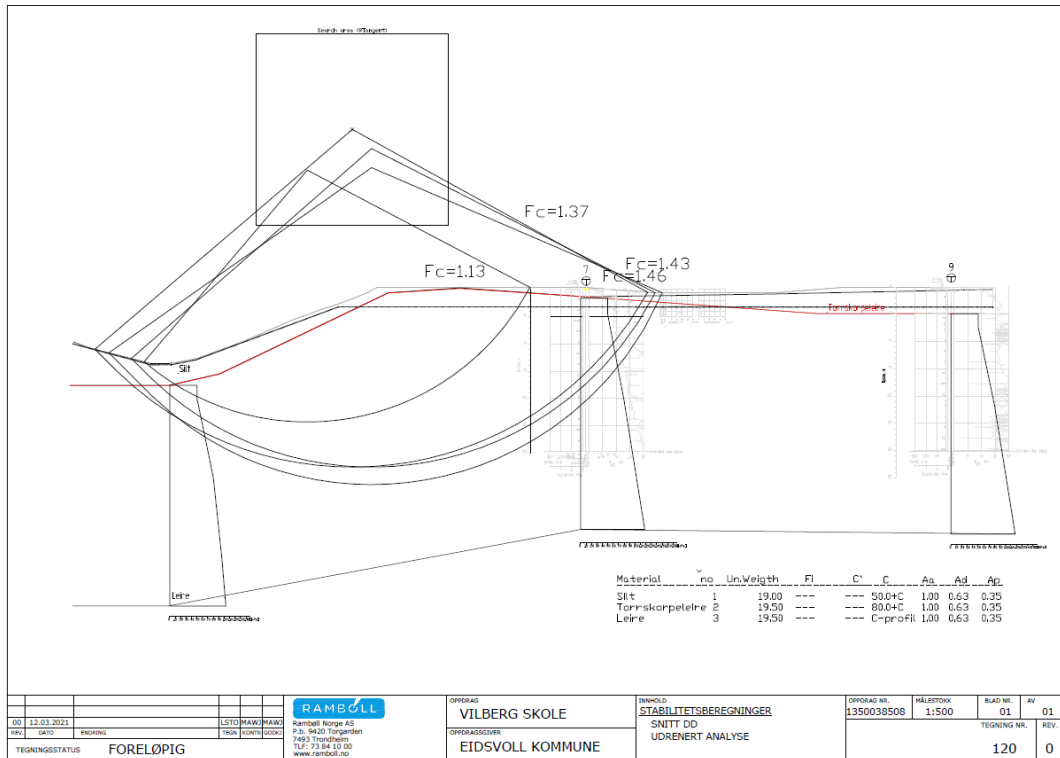 Search area (RTangent)
Fc=1.37
Fc=1.13
Fc=1.43
Fc=1.46
7
9
Torrskorpeleire
Silt
Leire
Material no Un.Weigth Fi C' C Aa Ad Ap
Silt 1 19.00 --- --- 50.0+C 1.00 0.63 0.35
Torrskorpeleire 2 19.50 --- --- 80.0+C 1.00 0.63 0.35
Leire 3 19.50 --- --- C-profil 1.00 0.63 0.35
00 12.03.2021 LSTO MAWJ MAWJ
REV. DATO ENDRING TEGN KONTR GODKJ
TEGNINGSSTATUS FORELØPIG
RAMBOLL
Rambøll Norge AS
P.b. 9420 Torgarden
7493 Trondheim
TLF: 73 84 10 00
www.ramboll.no
OPPDRAG
VILBERG SKOLE
OPPDRAGSGIVER
EIDSVOLL KOMMUNE
INNHOLD
STABILITETSBEREGNINGER
SNITT DD
UDRENERT ANALYSE
OPPDRAG NR. MÅLESTOKK BLAD NR. AV
1350038508 1:500 01 01
TEGNING NR. REV.
120 0